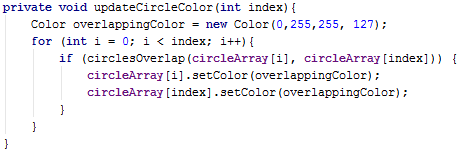 private void updateCircleColor(int index){
    Color overlappingColor = new Color(0,255,255, 127);
    for (int i = 0; i < index; i++){
        if (circlesOverlap(circleArray[i], circleArray[index])) {
            circleArray[i].setColor(overlappingColor);
            circleArray[index].setColor(overlappingColor);
        }
    }
}